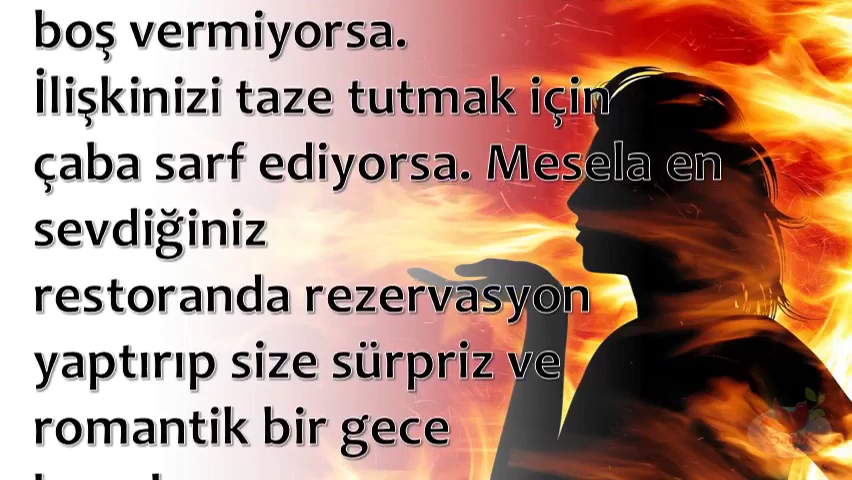 boş vermiyorsa.
İlişkinizi taze tutmak için
çaba sarf ediyorsa. Mesela en
sevdiğiniz
restoranda rezervasyon
yaptırıp size sürpriz ve
romantik bir gece